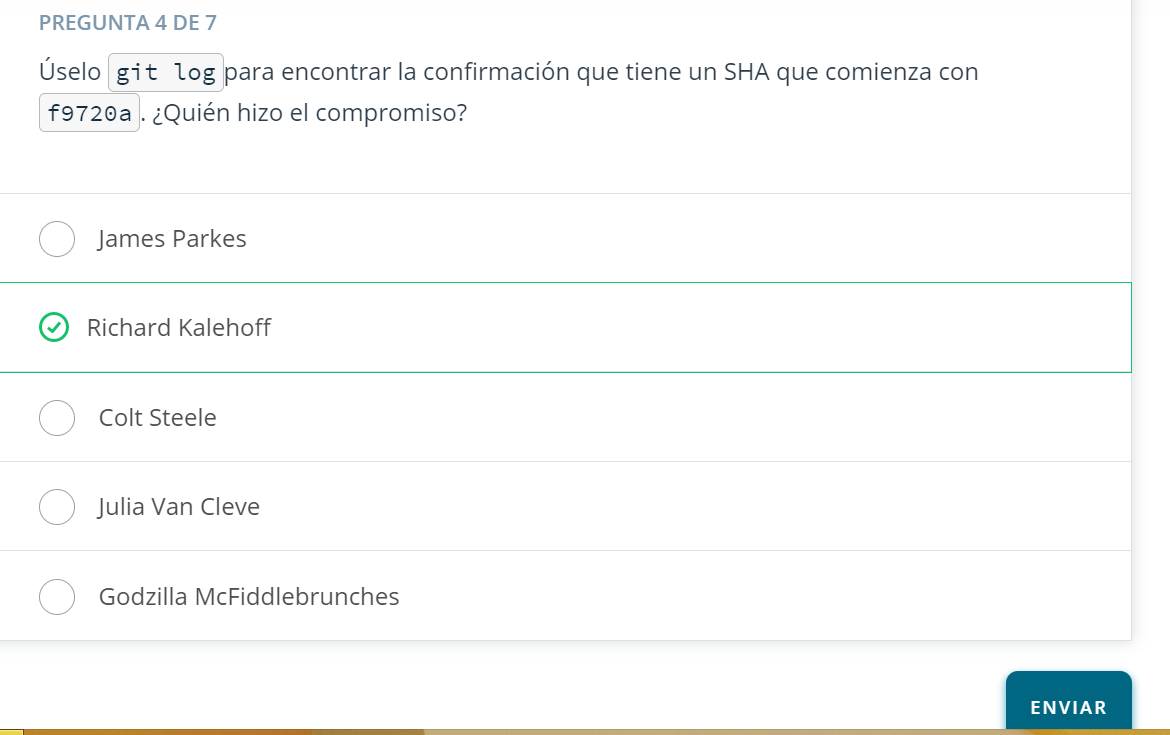 PREGUNTA 4 DE 7
Úselo git log para encontrar la confirmación que tiene un SHA que comienza con
f9720a. ¿Quién hizo el compromiso?
James Parkes
Richard Kalehoff
Colt Steele
Julia Van Cleve
Godzilla McFiddlebrunches
ENVIAR